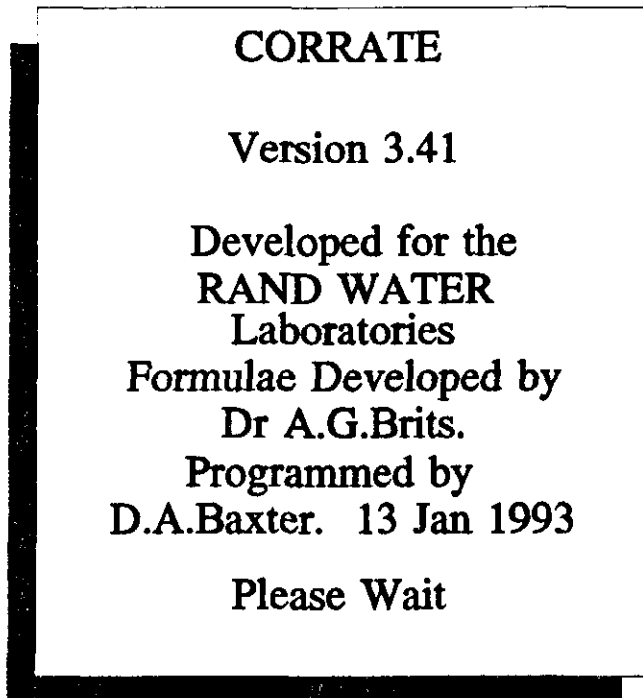 CORRATE
Version 3.41
Developed for the
RAND WATER
Laboratories
Formulae Developed by
Dr A.G.Brits.
Programmed by
D.A.Baxter. 13 Jan 1993
Please Wait